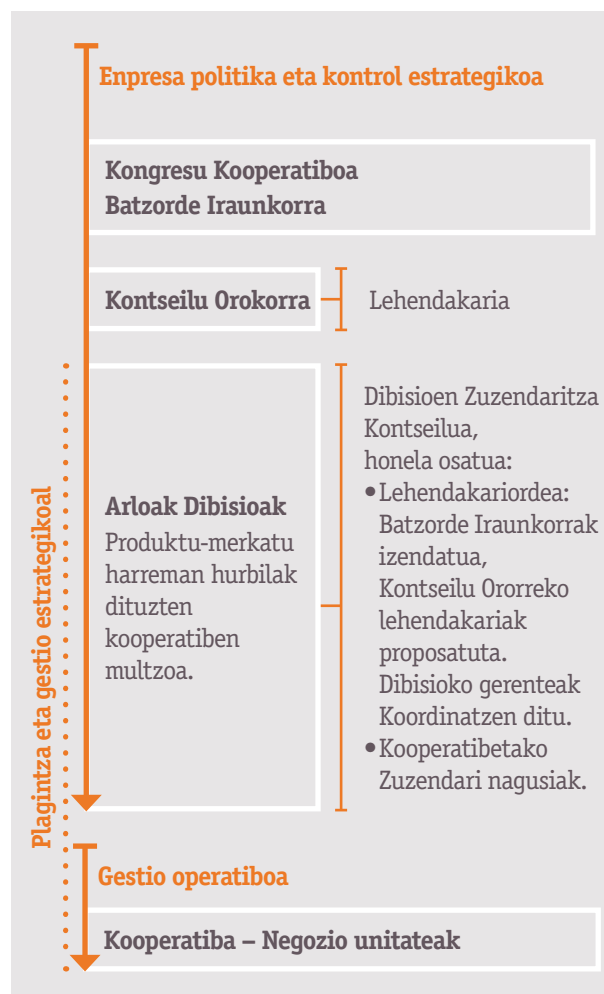 Enpresa politika eta kontrol estrategikoa
Kongresu Kooperatiboa
Batzorde Iraunkorra
Kontseilu Orokorra
Lehendakaria
Plagintza eta gestio estrategikoal
Arloak Dibisioak
Produktu-merkatu
harreman hurbilak
dituzten
kooperatiben
multzoa.
Dibisioen Zuzendaritza
Kontseilua,
honela osatua:
•Lehendakariordea:
Batzorde Iraunkorrak
izendatua,
Kontseilu Ororreko
lehendakariak
proposatuta.
Dibisioko gerenteak
Koordinatzen ditu.
•Kooperatibetako
Zuzendari nagusiak.
Gestio operatiboa
Kooperatiba – Negozio unitateak